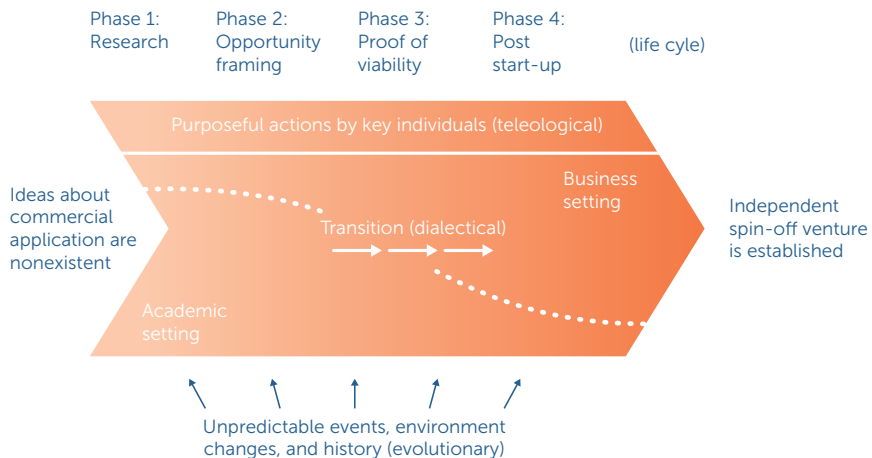 Phase 1:
Research
Phase 2:
Opportunity
framing
Phase 3:
Proof of
viability
Phase 4:
Post
start-up
(life cyle)
Purposeful actions by key individuals (teleological)
Ideas about
commercial
application are
nonexistent
Business
setting
Transition (dialectical)
Independent
spin-off venture
is established
Academic
setting
Unpredictable events, environment
changes, and history (evolutionary)